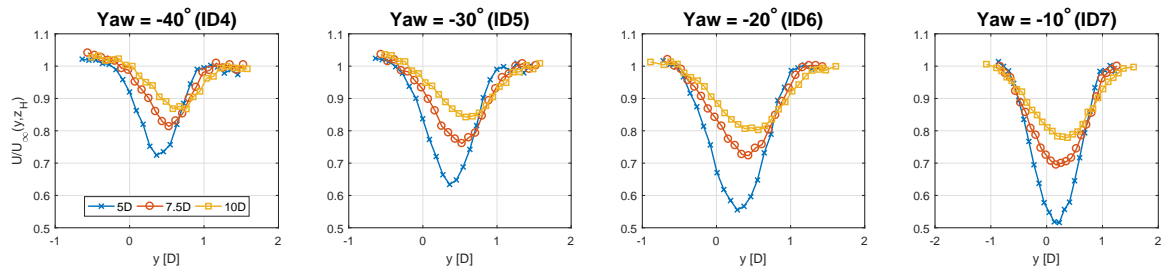 Yaw = -40° (ID4)
Yaw = -30° (ID5)
Yaw = -20° (ID6)
Yaw = -10° (ID7)
U/U∞ (y,zH)
1.1
1
0.9
0.8
0.7
0.6
0.5
5D 7.5D 10D
-1 0 1 2
y [D]
1.1
1
0.9
0.8
0.7
0.6
0.5
-1 0 1 2
y [D]
1.1
1
0.9
0.8
0.7
0.6
0.5
-1 0 1 2
y [D]
1.1
1
0.9
0.8
0.7
0.6
0.5
-2 -1 0 1 2
y [D]